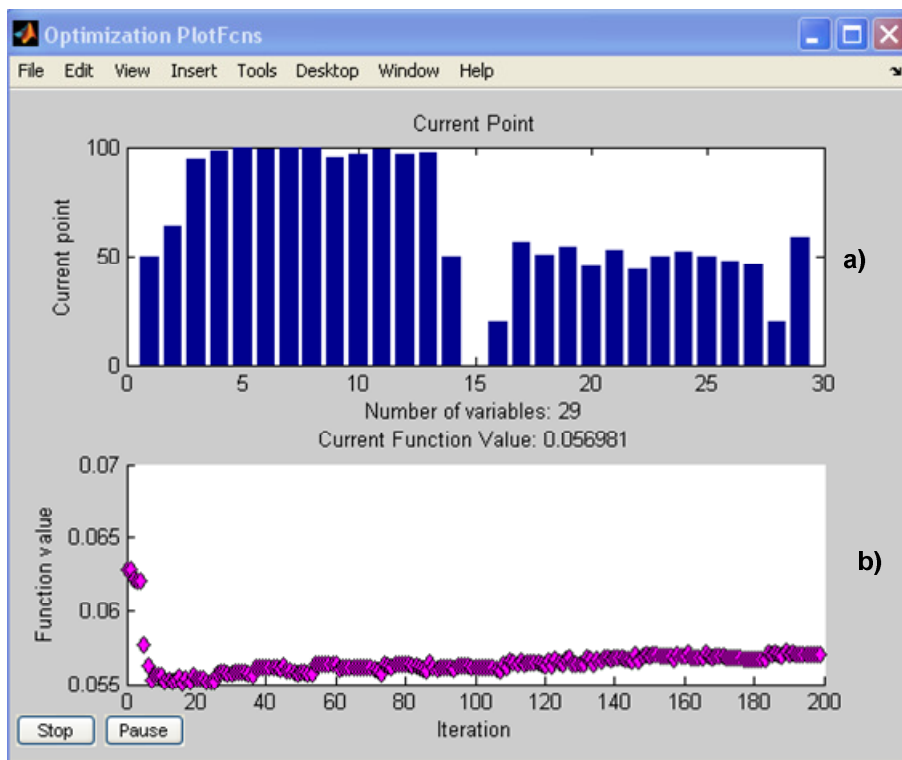 Optimization PlotFcns
File Edit View Insert Tools Desktop Window Help
Current Point
Current point
100
50
0
0 5 10 15 20 25 30
Number of variables: 29
a)
Current Function Value: 0.056981
Function value
0.07
0.065
0.06
0.055
0 20 40 60 80 100 120 140 160 180 200
Iteration
b)
Stop Pause